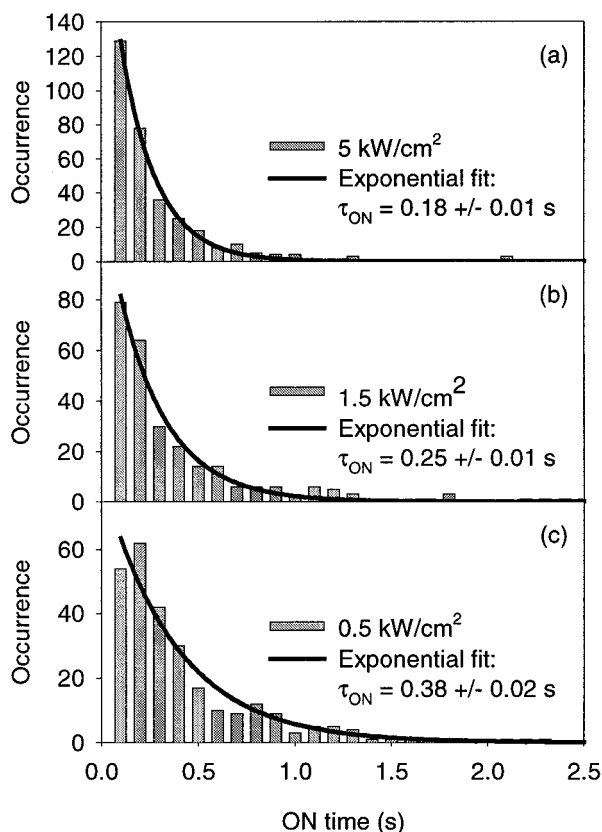 140
120
100
80
60
40
20
0
Occurrence
(a)
5 kW/cm²
Exponential fit:
τON = 0.18 +/- 0.01 s
80
60
40
20
0
Occurrence
(b)
1.5 kW/cm²
Exponential fit:
τON = 0.25 +/- 0.01 s
60
40
20
0
Occurrence
(c)
0.5 kW/cm²
Exponential fit:
τON = 0.38 +/- 0.02 s
0.0 0.5 1.0 1.5 2.0 2.5
ON time (s)